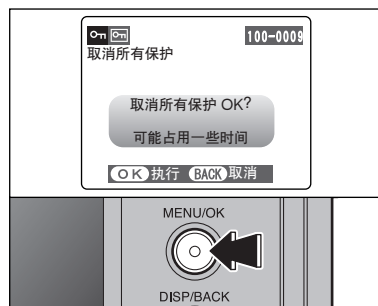 100-0009
取消所有保护
取消所有保护 OK?
可能占用一些时间
OK 执行 BACK 取消
MENU/OK
DISP/BACK